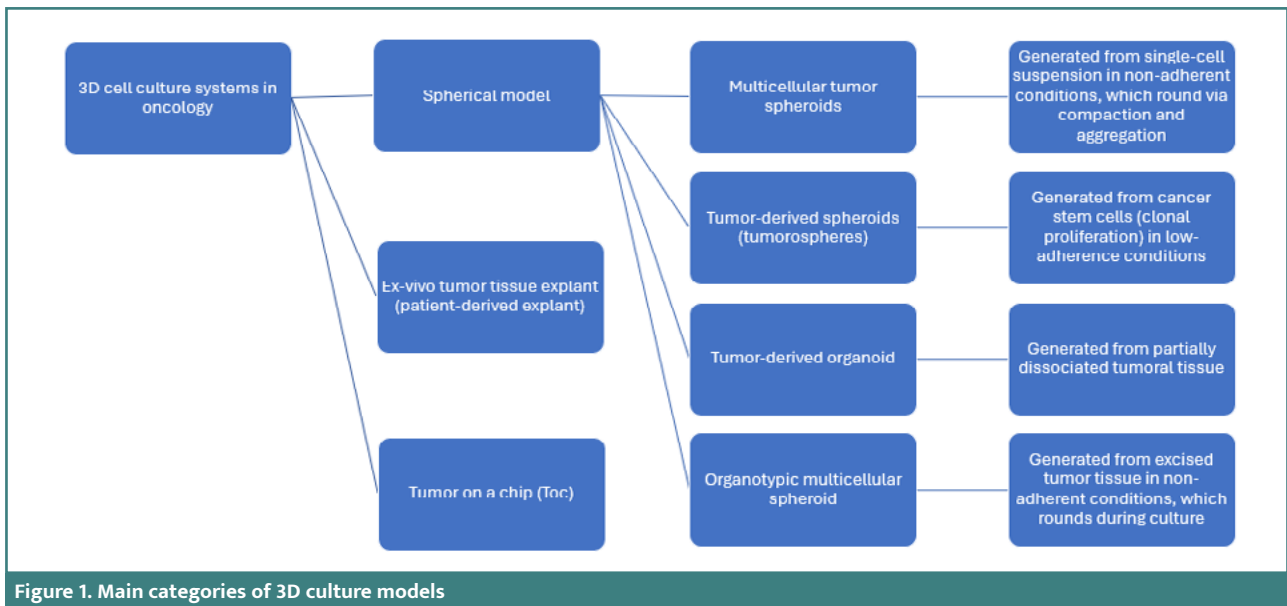 3D cell culture systems in
oncology
Spherical model
Multicellular tumor
spheroids
Generated from single-cell
suspension in non-adherent
conditions, which round via
compaction and
aggregation
Tumor-derived spheroids
(tumorospheres)
Generated from cancer
stem cells (clonal
proliferation) in low-
adherence conditions
Ex-vivo tumor tissue explant
(patient-derived explant)
Tumor-derived organoid
Generated from partially
dissociated tumoral tissue
Tumor on a chip (Toc)
Organotypic multicellular
spheroid
Generated from excised
tumor tissue in non-
adherent conditions, which
rounds during culture
Figure 1. Main categories of 3D culture models